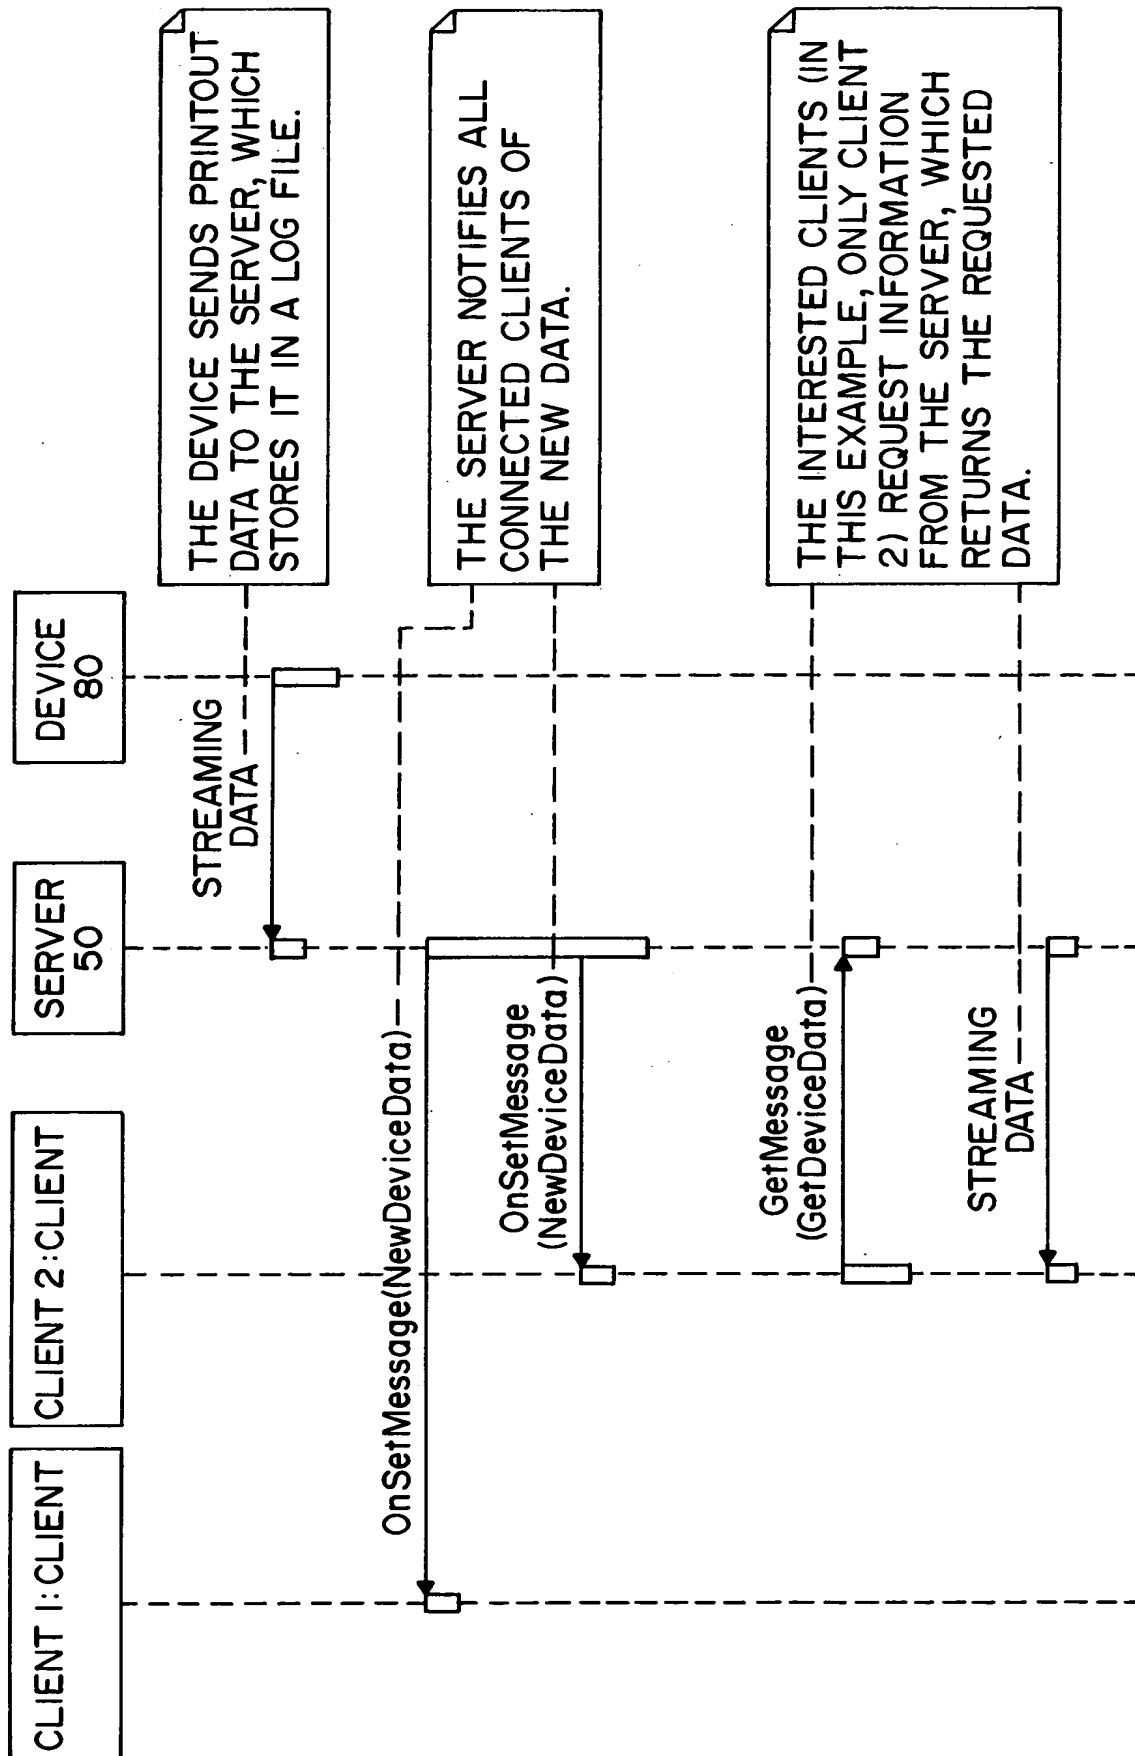 CLIENT 1:CLIENT
CLIENT 2:CLIENT
SERVER
50
DEVICE
80
STREAMING
DATA
THE DEVICE SENDS PRINTOUT
DATA TO THE SERVER, WHICH
STORES IT IN A LOG FILE.
OnSetMessage(NewDeviceData)
THE SERVER NOTIFIES ALL
CONNECTED CLIENTS OF
THE NEW DATA.
OnSetMessage
(NewDeviceData)
GetMessage
(GetDeviceData)
THE INTERESTED CLIENTS (IN
THIS EXAMPLE, ONLY CLIENT
2) REQUEST INFORMATION
FROM THE SERVER, WHICH
RETURNS THE REQUESTED
DATA.
STREAMING
DATA